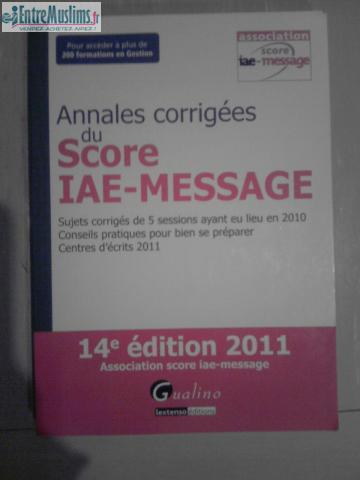 EntreMuslims.fr
VENDEZ ACHETEZ AIREZ !
Pour accéder à plus de
200 formations en Gestion
association
score
iae-message
Annales corrigées
du
Score
IAE-MESSAGE
Sujets corrigés de 5 sessions ayant eu lieu en 2010
Conseils pratiques pour bien se préparer
Centres d'écrits 2011
14e édition 2011
Association score iae-message
Gualino
lextenso éditions